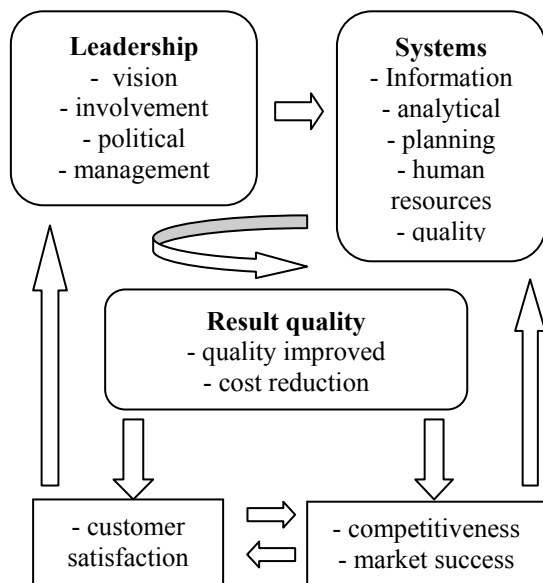 Leadership
- vision
- involvement
- political
- management
Systems
- Information
- analytical
- planning
- human
resources
- quality
Result quality
- quality improved
- cost reduction
- customer
satisfaction
- competitiveness
- market success